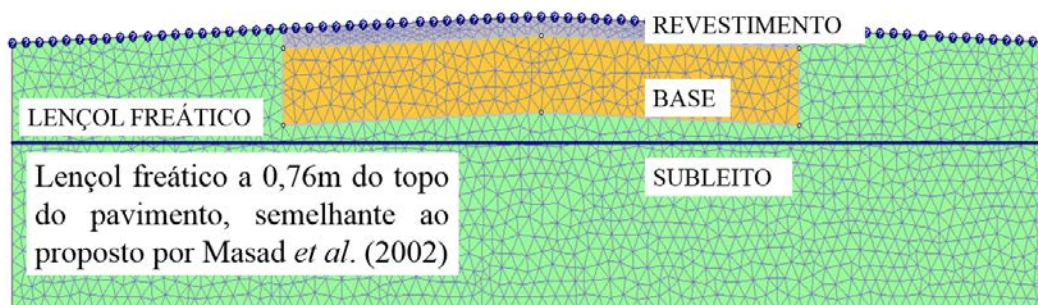 REVESTIMENTO
BASE
LENÇOL FREÁTICO
Lençol freático a 0,76m do topo
do pavimento, semelhante ao
proposto por Masad et al. (2002)
SUBLEITO